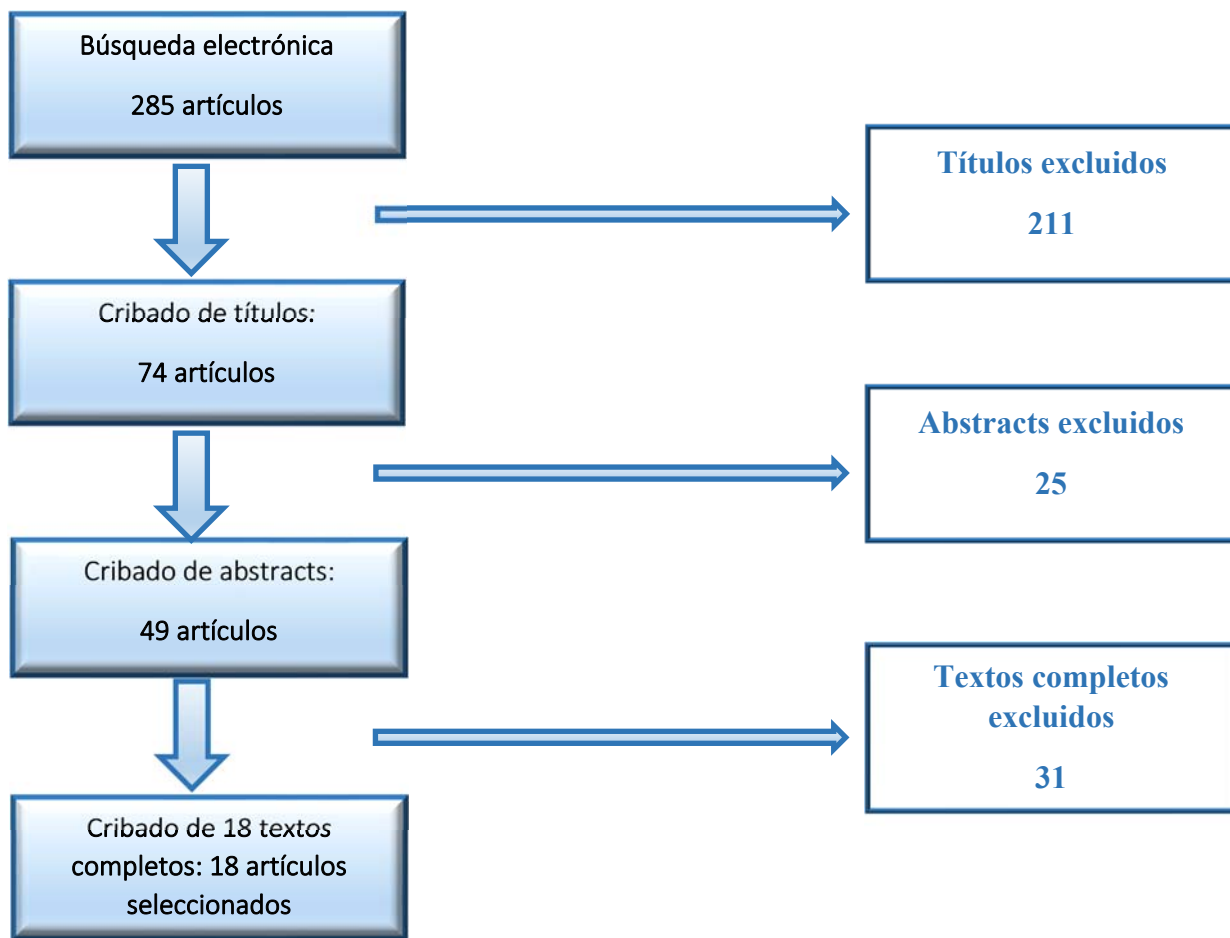 Búsqueda electrónica
285 artículos
Títulos excluidos
211
Cribado de títulos:
74 artículos
Abstracts excluidos
25
Cribado de abstracts:
49 artículos
Textos completos
excluidos
31
Cribado de 18 textos
completos: 18 artículos
seleccionados